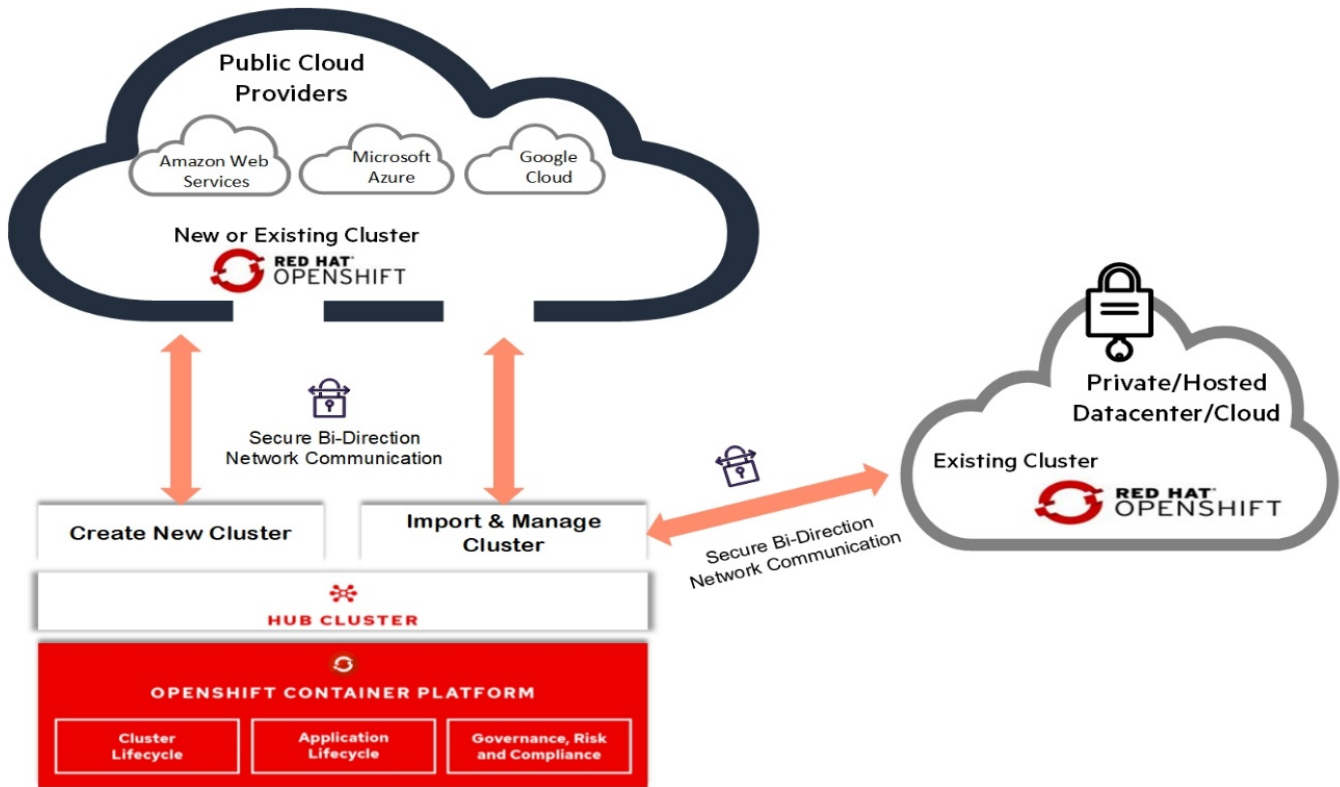 Public Cloud
Providers
Amazon Web
Services
Microsoft
Azure
Google
Cloud
New or Existing Cluster
RED HAT®
OPENSHIFT
Secure Bi-Direction
Network Communication
Private/Hosted
Datacenter/Cloud
Existing Cluster
RED HAT®
OPENSHIFT
Secure Bi-Direction
Network Communication
Create New Cluster
Import & Manage
Cluster
HUB CLUSTER
OPENSHIFT CONTAINER PLATFORM
Cluster
Lifecycle
Application
Lifecycle
Governance, Risk
and Compliance